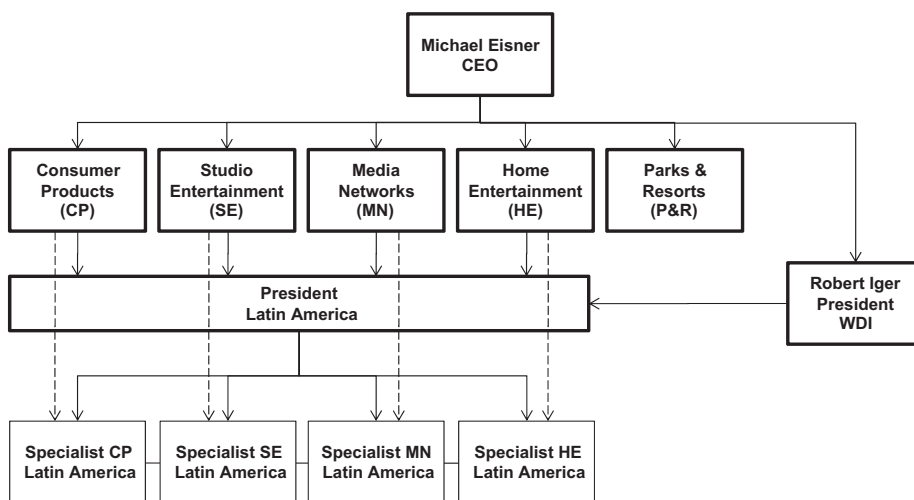 Michael Eisner
CEO
Consumer
Products
(CP)
Studio
Entertainment
(SE)
Media
Networks
(MN)
Home
Entertainment
(HE)
Parks &
Resorts
(P&R)
President
Latin America
Robert Iger
President
WDI
Specialist CP
Latin America
Specialist SE
Latin America
Specialist MN
Latin America
Specialist HE
Latin America